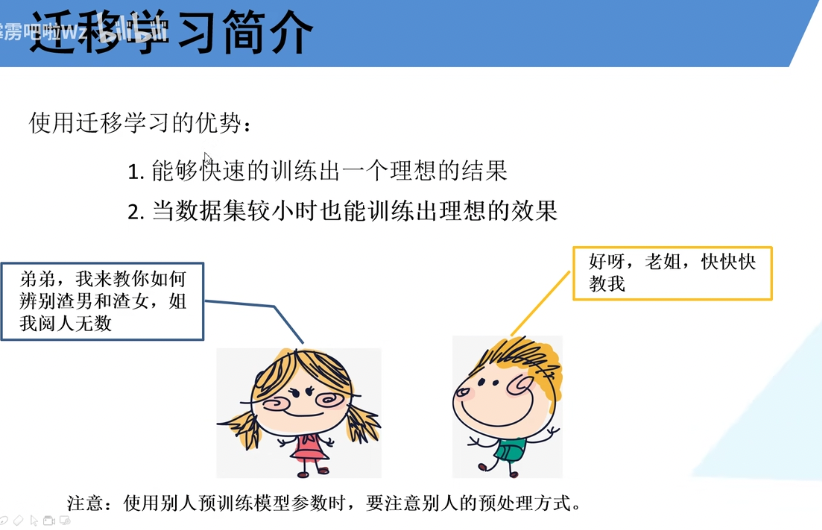 迁移学习简介
霹雳吧啦Wz bilibili
使用迁移学习的优势：
1. 能够快速的训练出一个理想的结果
2. 当数据集较小时也能训练出理想的效果
弟弟，我来教你如何
辨别渣男和渣女，姐
我阅人无数
好呀，老姐，快快快
教我
注意：使用别人预训练模型参数时，要注意别人的预处理方式。